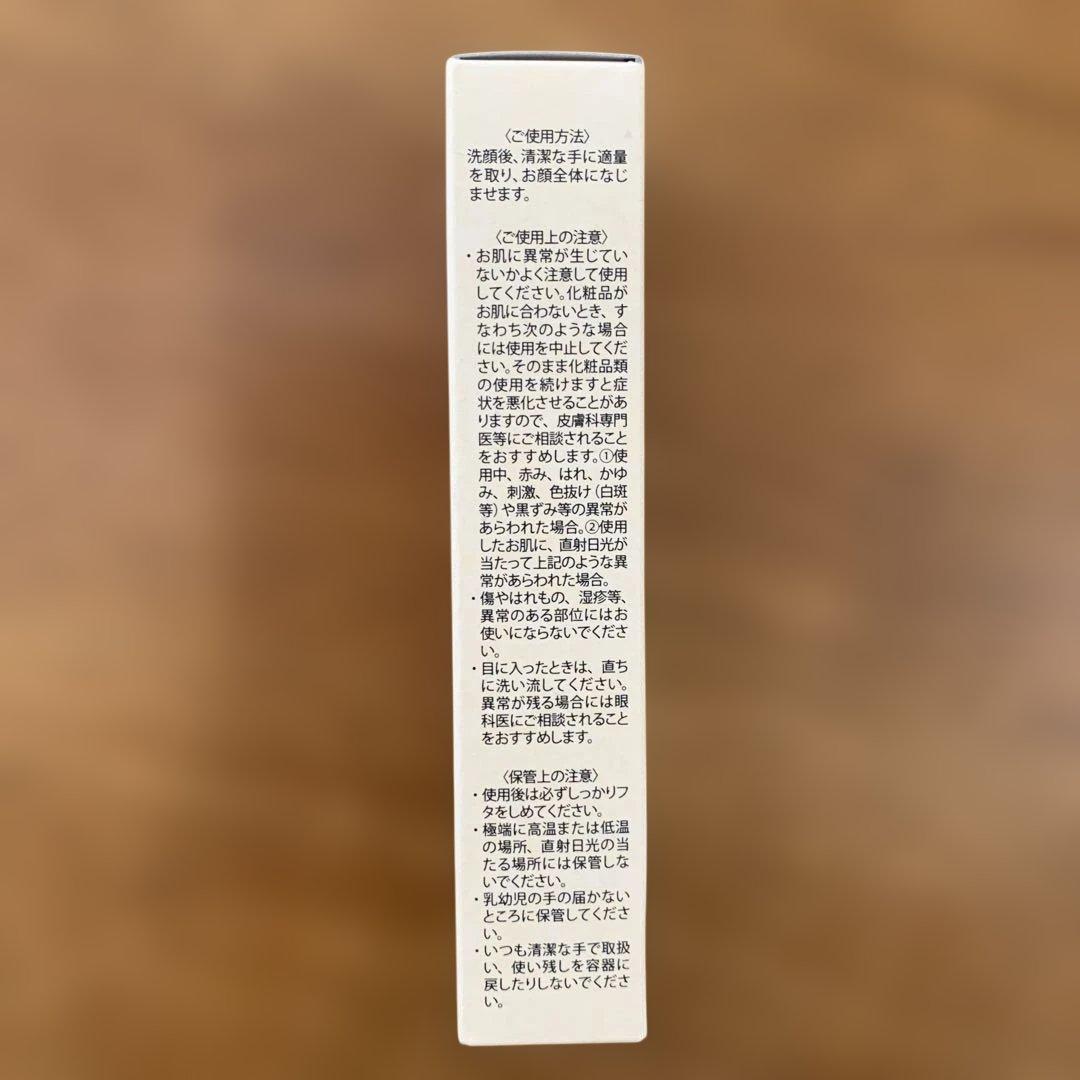 〈ご使用方法〉
洗顔後、清潔な手に適量
を取り、お顔全体になじ
ませます。
〈ご使用上の注意〉
・お肌に異常が生じてい
ないかよく注意して使用
してください。化粧品が
お肌に合わないとき、す
なわち次のような場合
には使用を中止してくだ
さい。そのまま化粧品類
の使用を続けますと症
状を悪化させることがあ
りますので、皮膚科専門
医等にご相談されること
をおすすめします。①使
用中、赤み、はれ、かゆ
み、刺激、色抜け（白斑
等）や黒ずみ等の異常が
あらわれた場合。②使用
したお肌に、直射日光が
当たって上記のような異
常があらわれた場合。
・傷やはれもの、湿疹等、
異常のある部位にはお
使いにならないでくださ
い。
・目に入ったときは、直ち
に洗い流してください。
異常が残る場合には眼
科医にご相談されること
をおすすめします。
〈保管上の注意〉
・使用後は必ずしっかりフ
タをしめてください。
・極端に高温または低温
の場所、直射日光の当
たる場所には保管しな
いでください。
・乳幼児の手の届かない
ところに保管してくださ
い。
・いつも清潔な手で取扱
い、使い残しを容器に
戻したりしないでくださ
い。